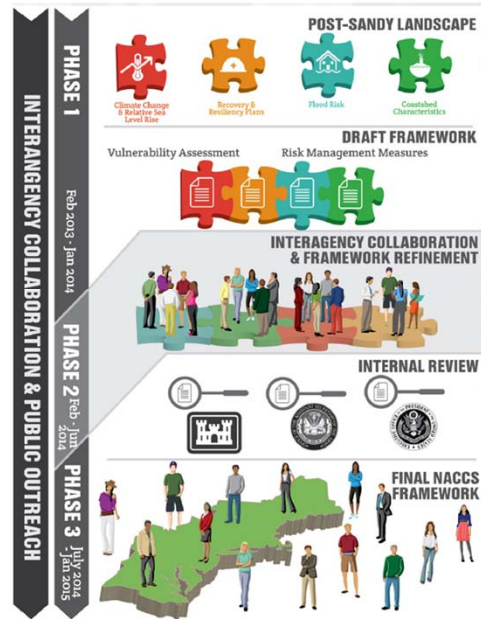 INTERANGENCY COLLABORATION & PUBLIC OUTREACH
PHASE 1
Feb 2013 - Jan 2014
PHASE 2
Feb - Jun
2014
PHASE 3
July 2014
- Jan 2015
POST-SANDY LANDSCAPE
Climate Change
& Relative Sea
Level Rise
Recovery &
Resiliency Plans
Flood Risk
Coastshed
Characteristics
DRAFT FRAMEWORK
Vulnerability Assessment
Risk Management Measures
INTERAGENCY COLLABORATION
& FRAMEWORK REFINEMENT
INTERNAL REVIEW
FINAL NACCS
FRAMEWORK